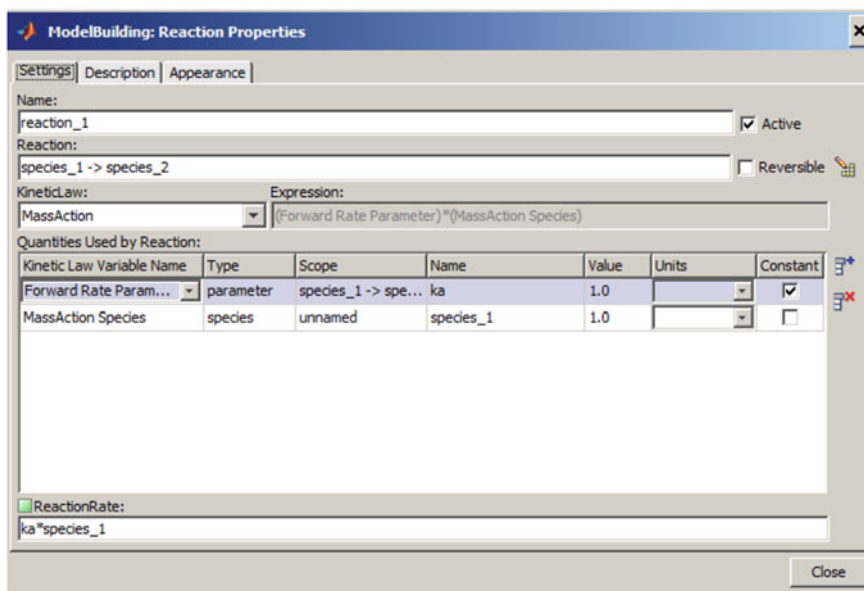 ModelBuilding: Reaction Properties
Settings Description Appearance
Name:
reaction_1 Active
Reaction:
species_1 -> species_2 Reversible
KineticLaw: Expression:
MassAction (Forward Rate Parameter)*(MassAction Species)
Quantities Used by Reaction:
Kinetic Law Variable Name Type Scope Name Value Units Constant
Forward Rate Param... parameter species_1 -> spe... ka 1.0
MassAction Species species unnamed species_1 1.0
ReactionRate:
ka*species_1
Close